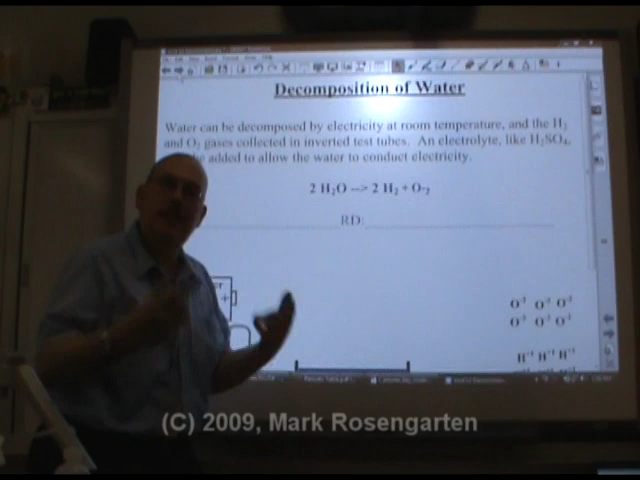 Decomposition of Water
Water can be decomposed by electricity at room temperature, and the H₂
and O₂ gases collected in inverted test tubes. An electrolyte, like H₂SO₄,
added to allow the water to conduct electricity.
2 H₂O --> 2 H₂ + O-₂
RD:
+
O⁻² O⁻² O⁻²
O⁻² O⁻² O⁻²
H⁺¹ H⁺¹ H⁺¹
(C) 2009, Mark Rosengarten